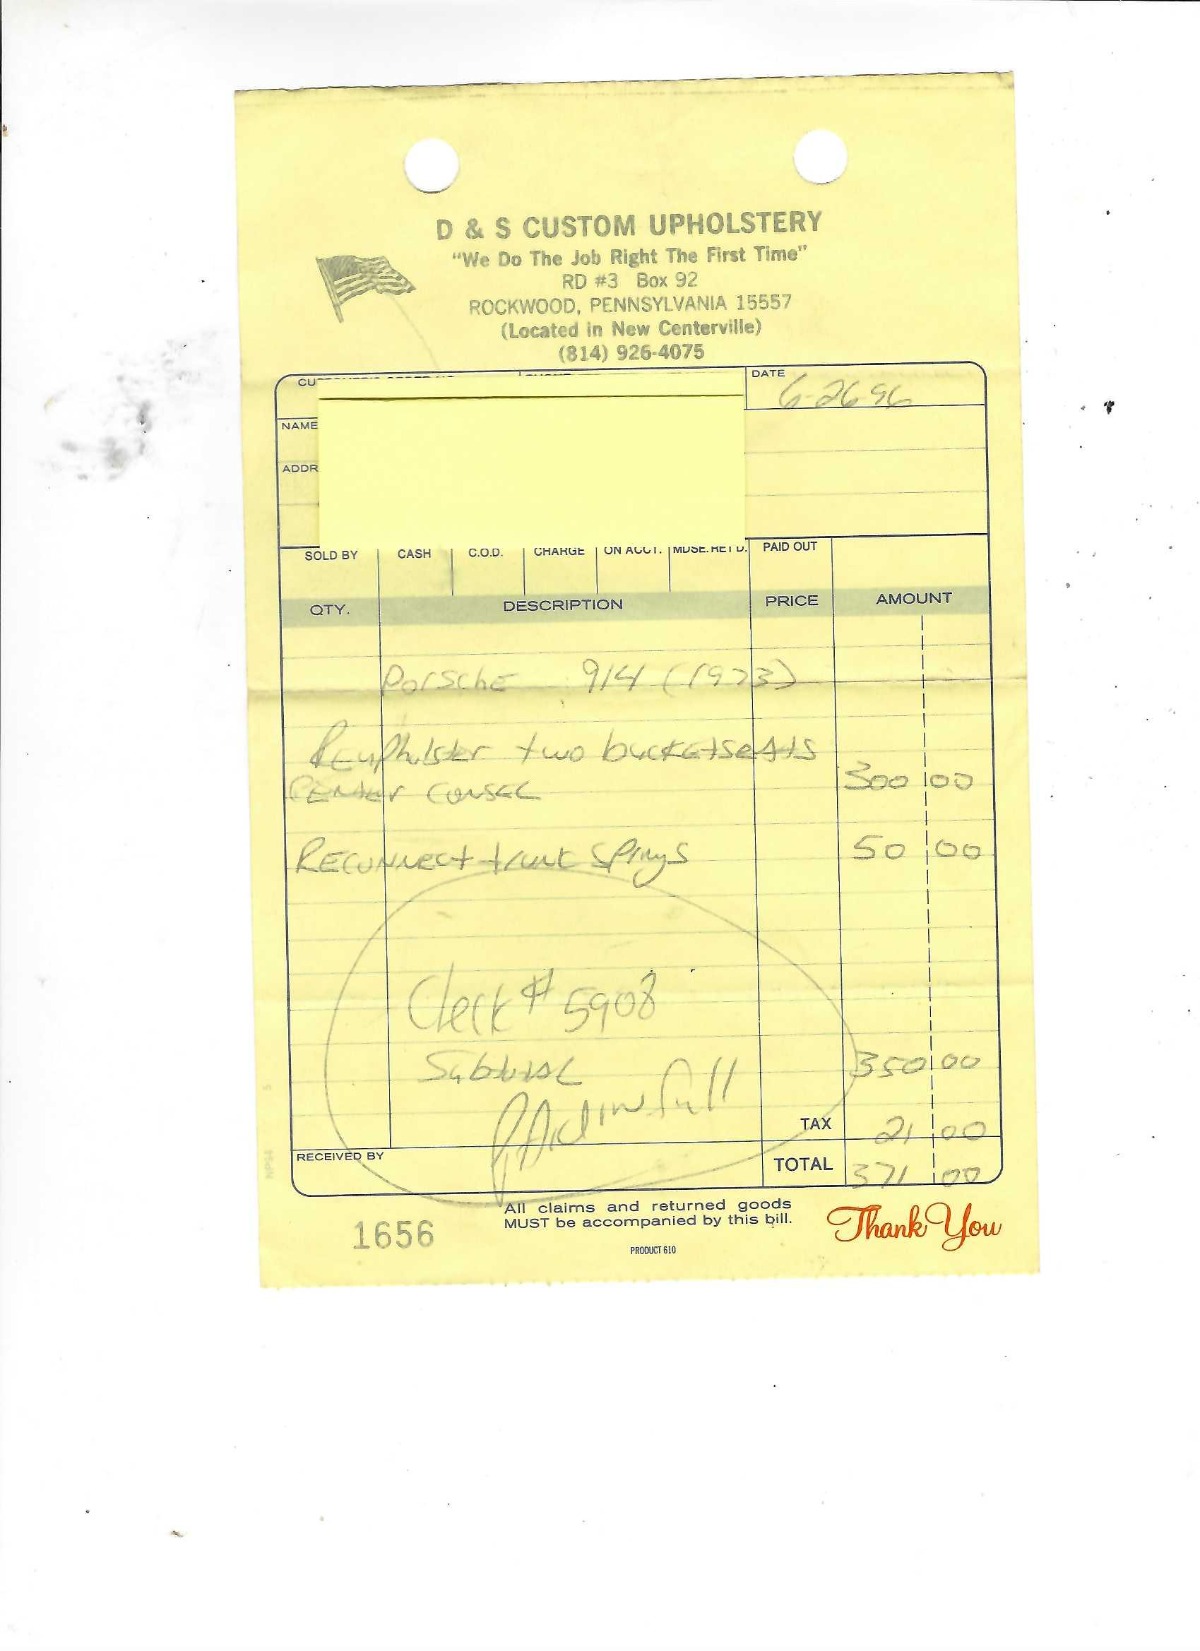 D & S CUSTOM UPHOLSTERY
"We Do The Job Right The First Time"
RD #3 Box 92
ROCKWOOD, PENNSYLVANIA 15557
(Located in New Centerville)
(814) 926-4075
DATE
6-26-96
NAME
ADDR
SOLD BY CASH C.O.D. CHARGE ON ACCT. MDSE. RET'D. PAID OUT
QTY. DESCRIPTION PRICE AMOUNT
Porsche 914 (1973)
Reupholster two bucket seats
300 00
Center Consel
Reconnect trunk springs 50 00
Check # 5908
Subtotal 350 00
Paid in full
TAX 21 00
RECEIVED BY
TOTAL 371 00
All claims and returned goods
MUST be accompanied by this bill.
Thank You
1656
PRODUCT 610